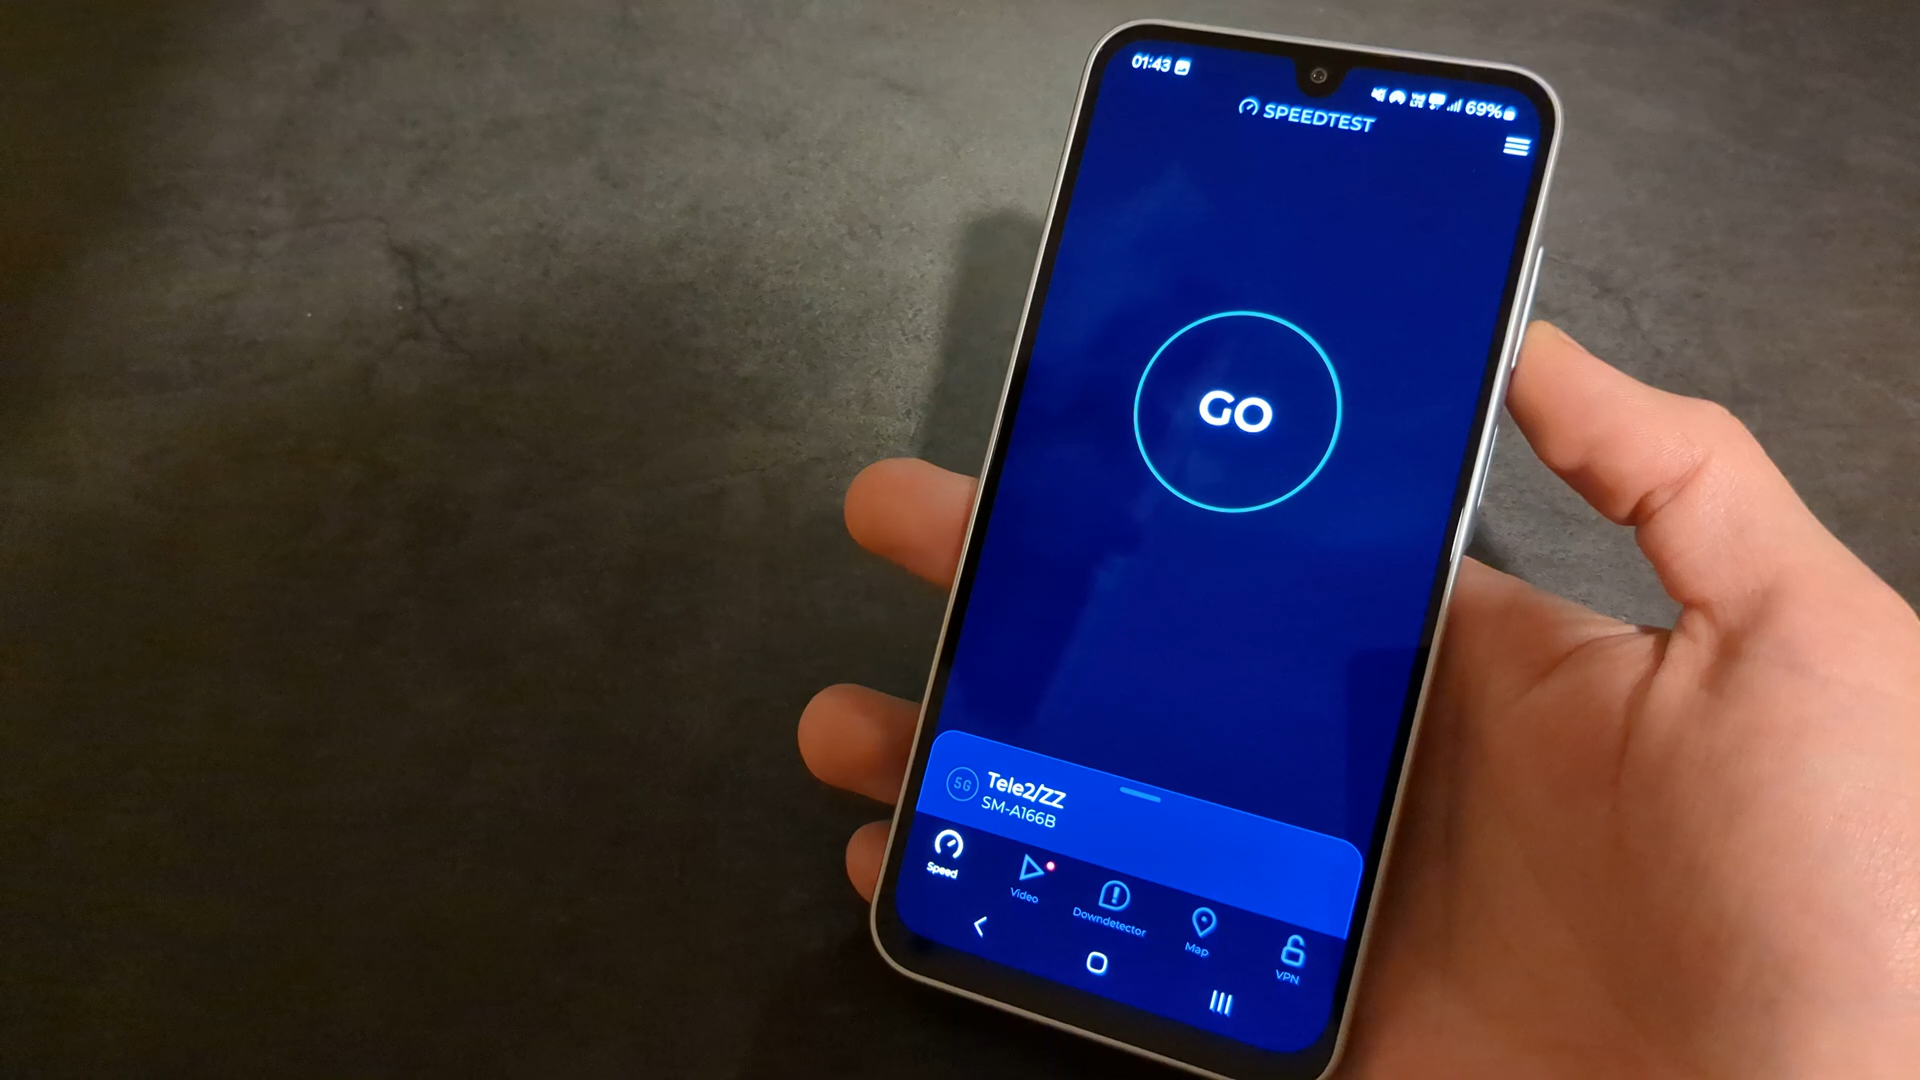 01:43
69%
SPEEDTEST
GO
5G
Tele2/ZZ
SM-A166B
Speed
Video
Downdetector
Map
VPN